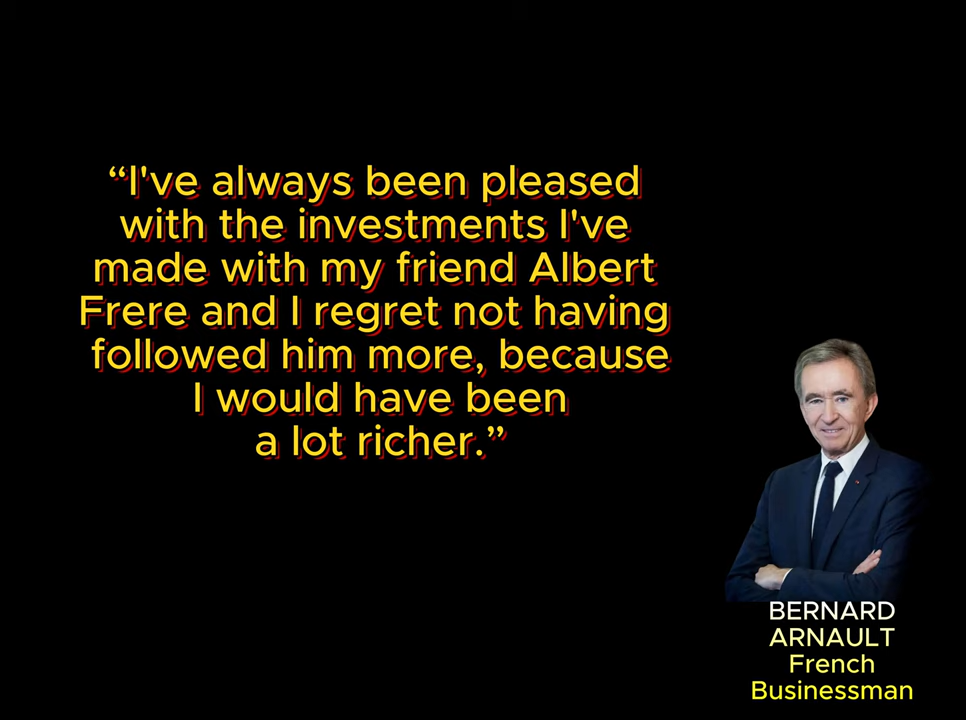 “I've always been pleased
with the investments I've
made with my friend Albert
Frere and I regret not having
followed him more, because
I would have been
a lot richer.”
BERNARD
ARNAULT
French
Businessman